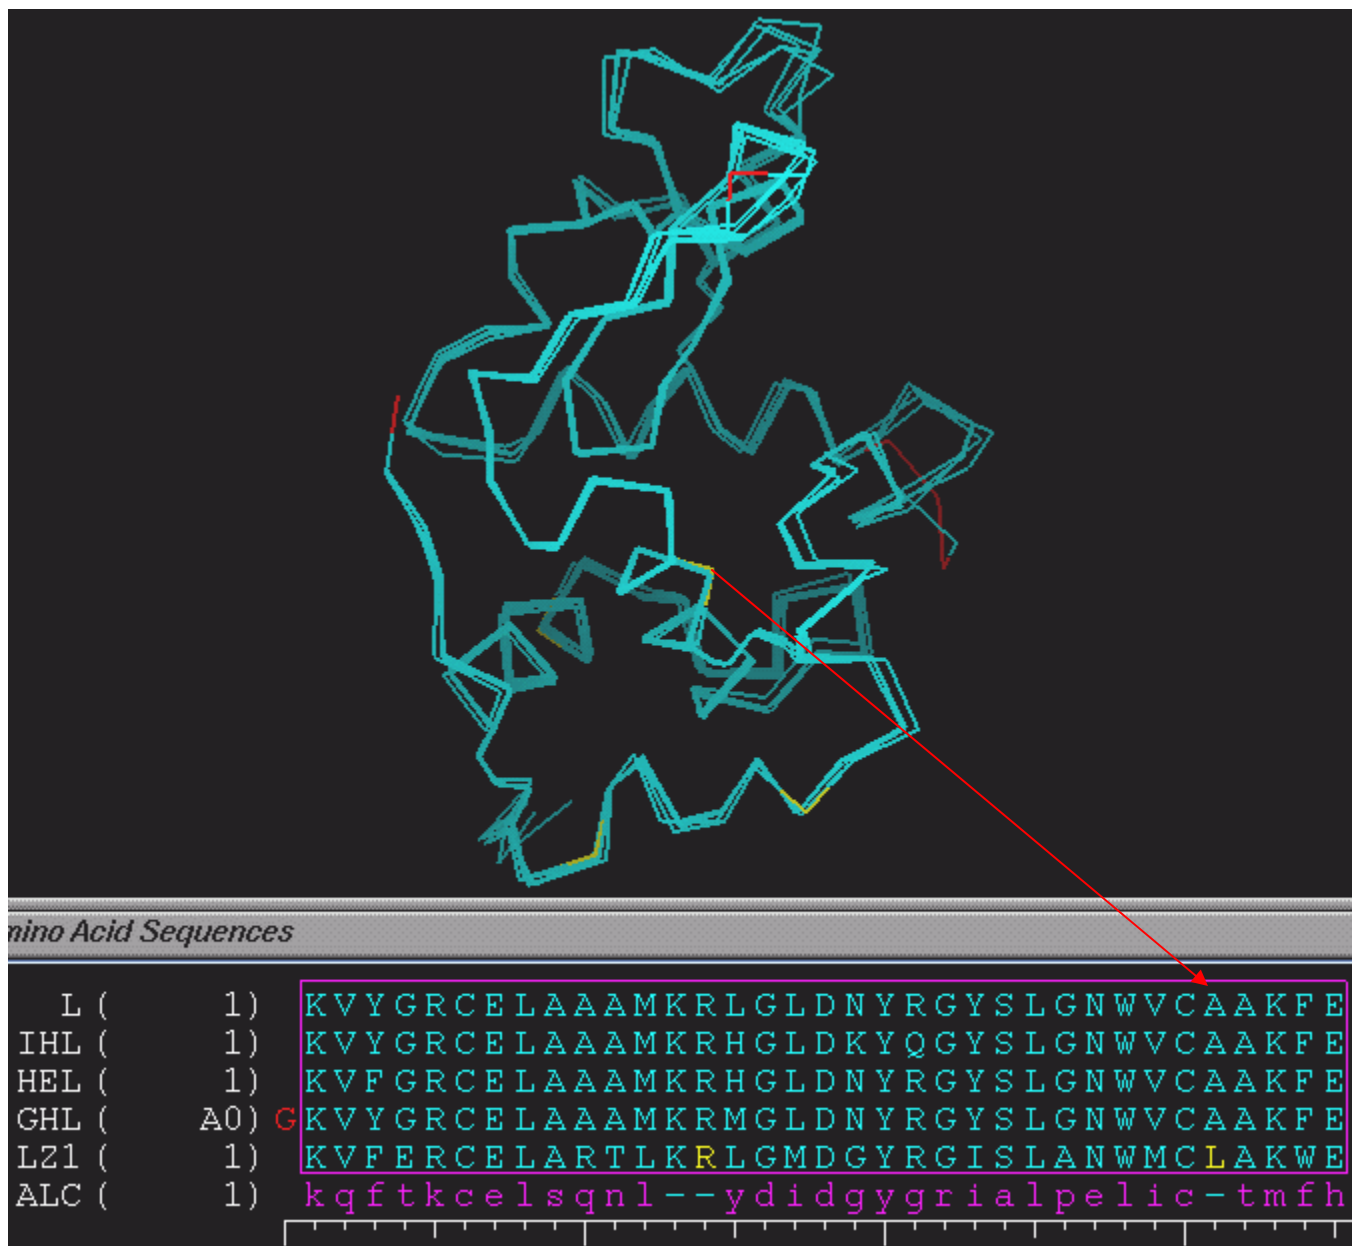 mino Acid Sequences
L ( 1) KVYGRCELAAAMKRLGLDNYRGYSLGNWVCAAKFE
IHL ( 1) KVYGRCELAAAMKRHGLDKYQGYSLGNWVCAAKFE
HEL ( 1) KVFGRCELAAAMKRHGLDNYRGYSLGNWVCAAKFE
GHL ( A0) GKVYGRCELAAAMKRMGLDNYRGYSLGNWVCAAKFE
LZ1 ( 1) KVFERCELARTLKRLGMDGYRGISLANWMCLAKWE
ALC ( 1) kqftkcelsqnl--ydidgygrialpelic-tmfh